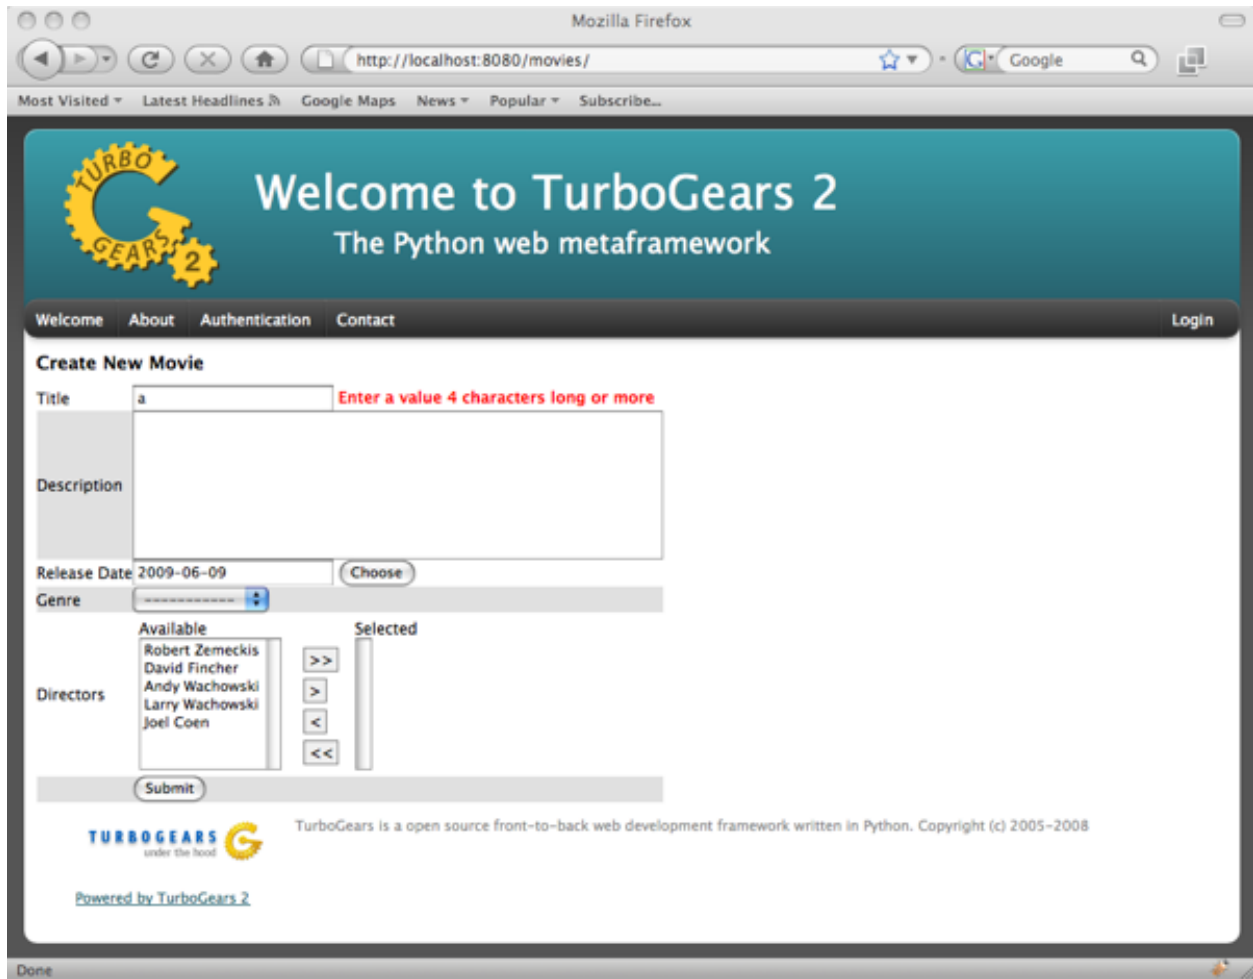 Mozilla Firefox
http://localhost:8080/movies/
Google
Most Visited Latest Headlines Google Maps News Popular Subscribe...
TURBO
GEARS 2
Welcome to TurboGears 2
The Python web metaframework
Welcome About Authentication Contact Login
Create New Movie
Title a Enter a value 4 characters long or more
Description
Release Date 2009-06-09 Choose
Genre -----------
Available Selected
Robert Zemeckis
David Fincher
Andy Wachowski
Larry Wachowski
Joel Coen
Directors
>>
>
<
<<
Submit
TURBOGEARS
under the hood
TurboGears is a open source front-to-back web development framework written in Python. Copyright (c) 2005-2008
Powered by TurboGears 2
Done